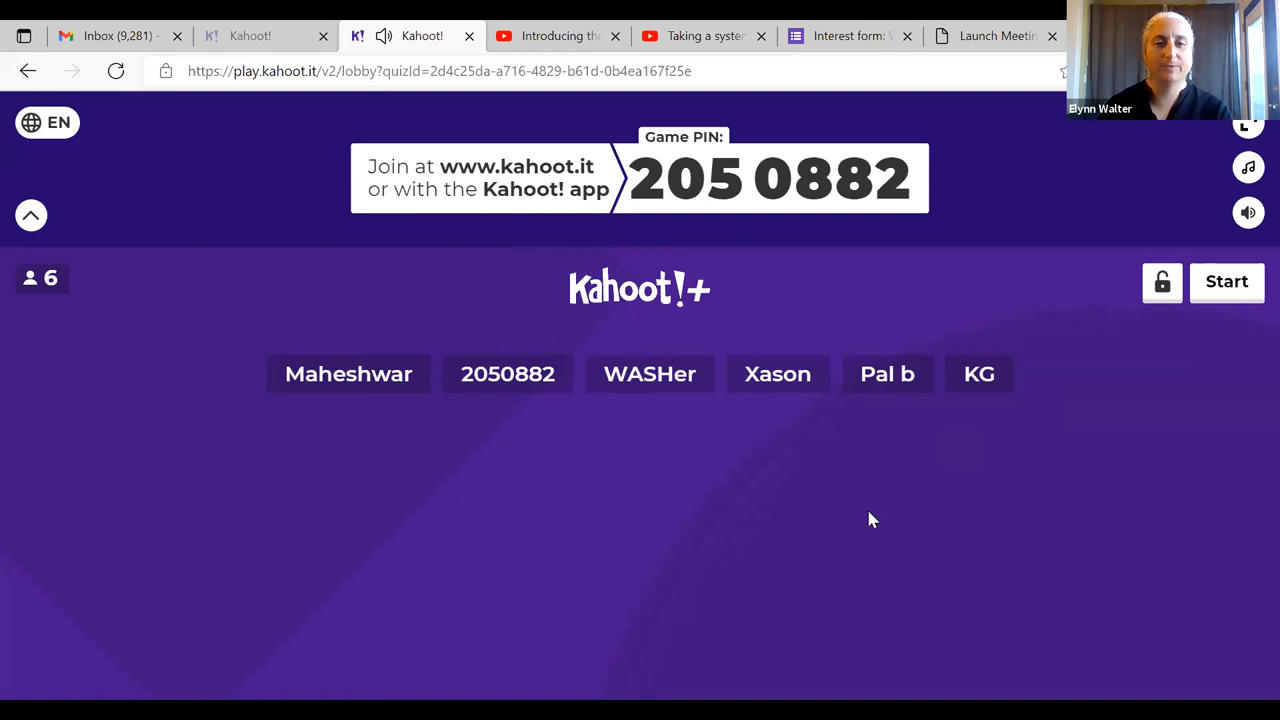 Inbox (9,281) -
Kahoot!
Kahoot!
Introducing the
Taking a system
Interest form: W
Launch Meetin
https://play.kahoot.it/v2/lobby?quizId=2d4c25da-a716-4829-b61d-0b4ea167f25e
Elynn Walter
EN
Game PIN:
Join at www.kahoot.it
or with the Kahoot! app
205 0882
6
Kahoot!+
Start
Maheshwar 2050882 WASHer Xason Pal b KG